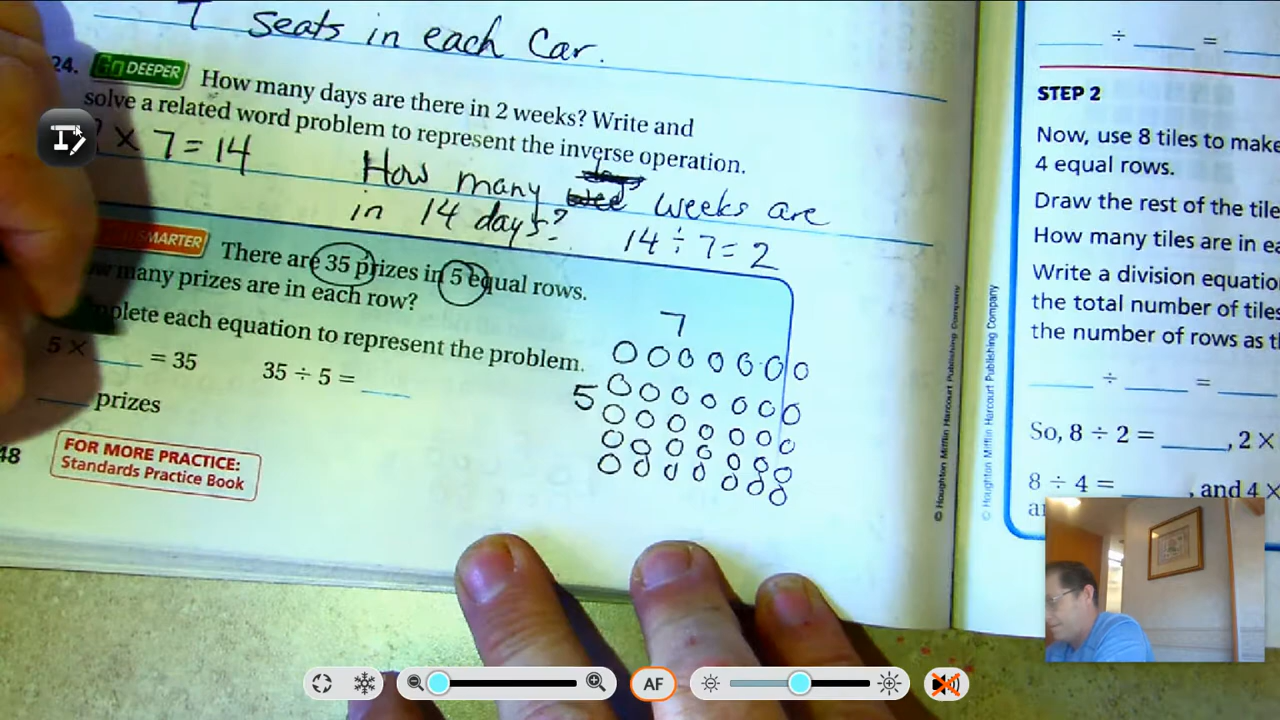 seats in each Car.
24. Go DEEPER How many days are there in 2 weeks? Write and
solve a related word problem to represent the inverse operation.
× 7 = 14
How many days weeks are
in 14 days?
14 ÷ 7 = 2
SMARTER There are 35 prizes in 5 equal rows.
many prizes are in each row?
each equation to represent the problem.
5 × ____ = 35 35 ÷ 5 = ____
____ prizes
7
5
48
FOR MORE PRACTICE:
Standards Practice Book
© Houghton Mifflin Harcourt Publishing Company
© Houghton Mifflin Harcourt Publishing Company
____ ÷ ____ = ____
STEP 2
Now, use 8 tiles to make
4 equal rows.
Draw the rest of the tile
How many tiles are in
Write a division equatio
the total number of tiles
the number of rows as
____ ÷ ____ = ____
So, 8 ÷ 2 = ____, 2 ×
8 ÷ 4 = ____, and 4 ×
AF